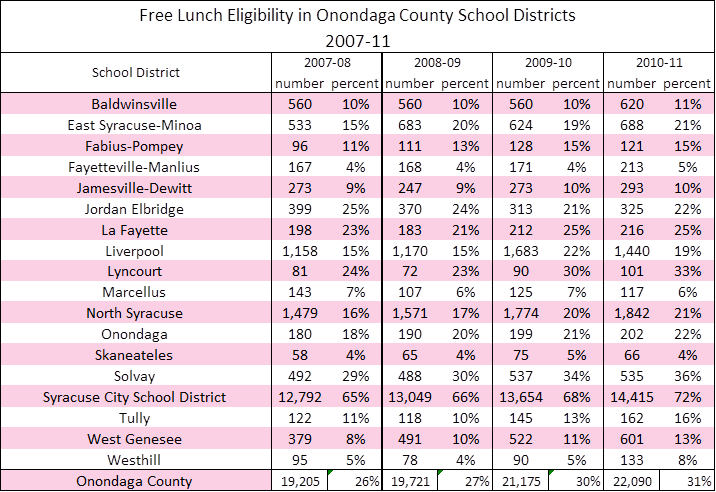 Free Lunch Eligibility in Onondaga County School Districts
2007-11
School District 2007-08 2008-09 2009-10 2010-11
number percent number percent number percent number percent
Baldwinsville 560 10% 560 10% 560 10% 620 11%
East Syracuse-Minoa 533 15% 683 20% 624 19% 688 21%
Fabius-Pompey 96 11% 111 13% 128 15% 121 15%
Fayetteville-Manlius 167 4% 168 4% 171 4% 213 5%
Jamesville-Dewitt 273 9% 247 9% 273 10% 293 10%
Jordan Elbridge 399 25% 370 24% 313 21% 325 22%
La Fayette 198 23% 183 21% 212 25% 216 25%
Liverpool 1,158 15% 1,170 15% 1,683 22% 1,440 19%
Lyncourt 81 24% 72 23% 90 30% 101 33%
Marcellus 143 7% 107 6% 125 7% 117 6%
North Syracuse 1,479 16% 1,571 17% 1,774 20% 1,842 21%
Onondaga 180 18% 190 20% 199 21% 202 22%
Skaneateles 58 4% 65 4% 75 5% 66 4%
Solvay 492 29% 488 30% 537 34% 535 36%
Syracuse City School District 12,792 65% 13,049 66% 13,654 68% 14,415 72%
Tully 122 11% 118 10% 145 13% 162 16%
West Genesee 379 8% 491 10% 522 11% 601 13%
Westhill 95 5% 78 4% 90 5% 133 8%
Onondaga County 19,205 26% 19,721 27% 21,175 30% 22,090 31%